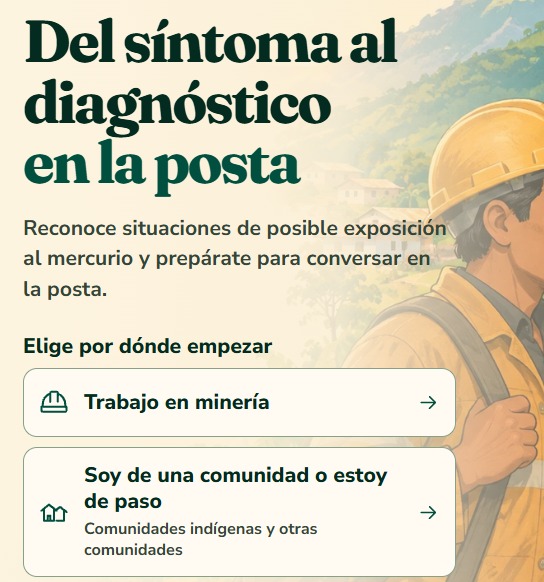 Del síntoma al
diagnóstico
en la posta
Reconoce situaciones de posible exposición
al mercurio y prepárate para conversar en
la posta.
Elige por dónde empezar
Trabajo en minería
Soy de una comunidad o estoy
de paso
Comunidades indígenas y otras
comunidades